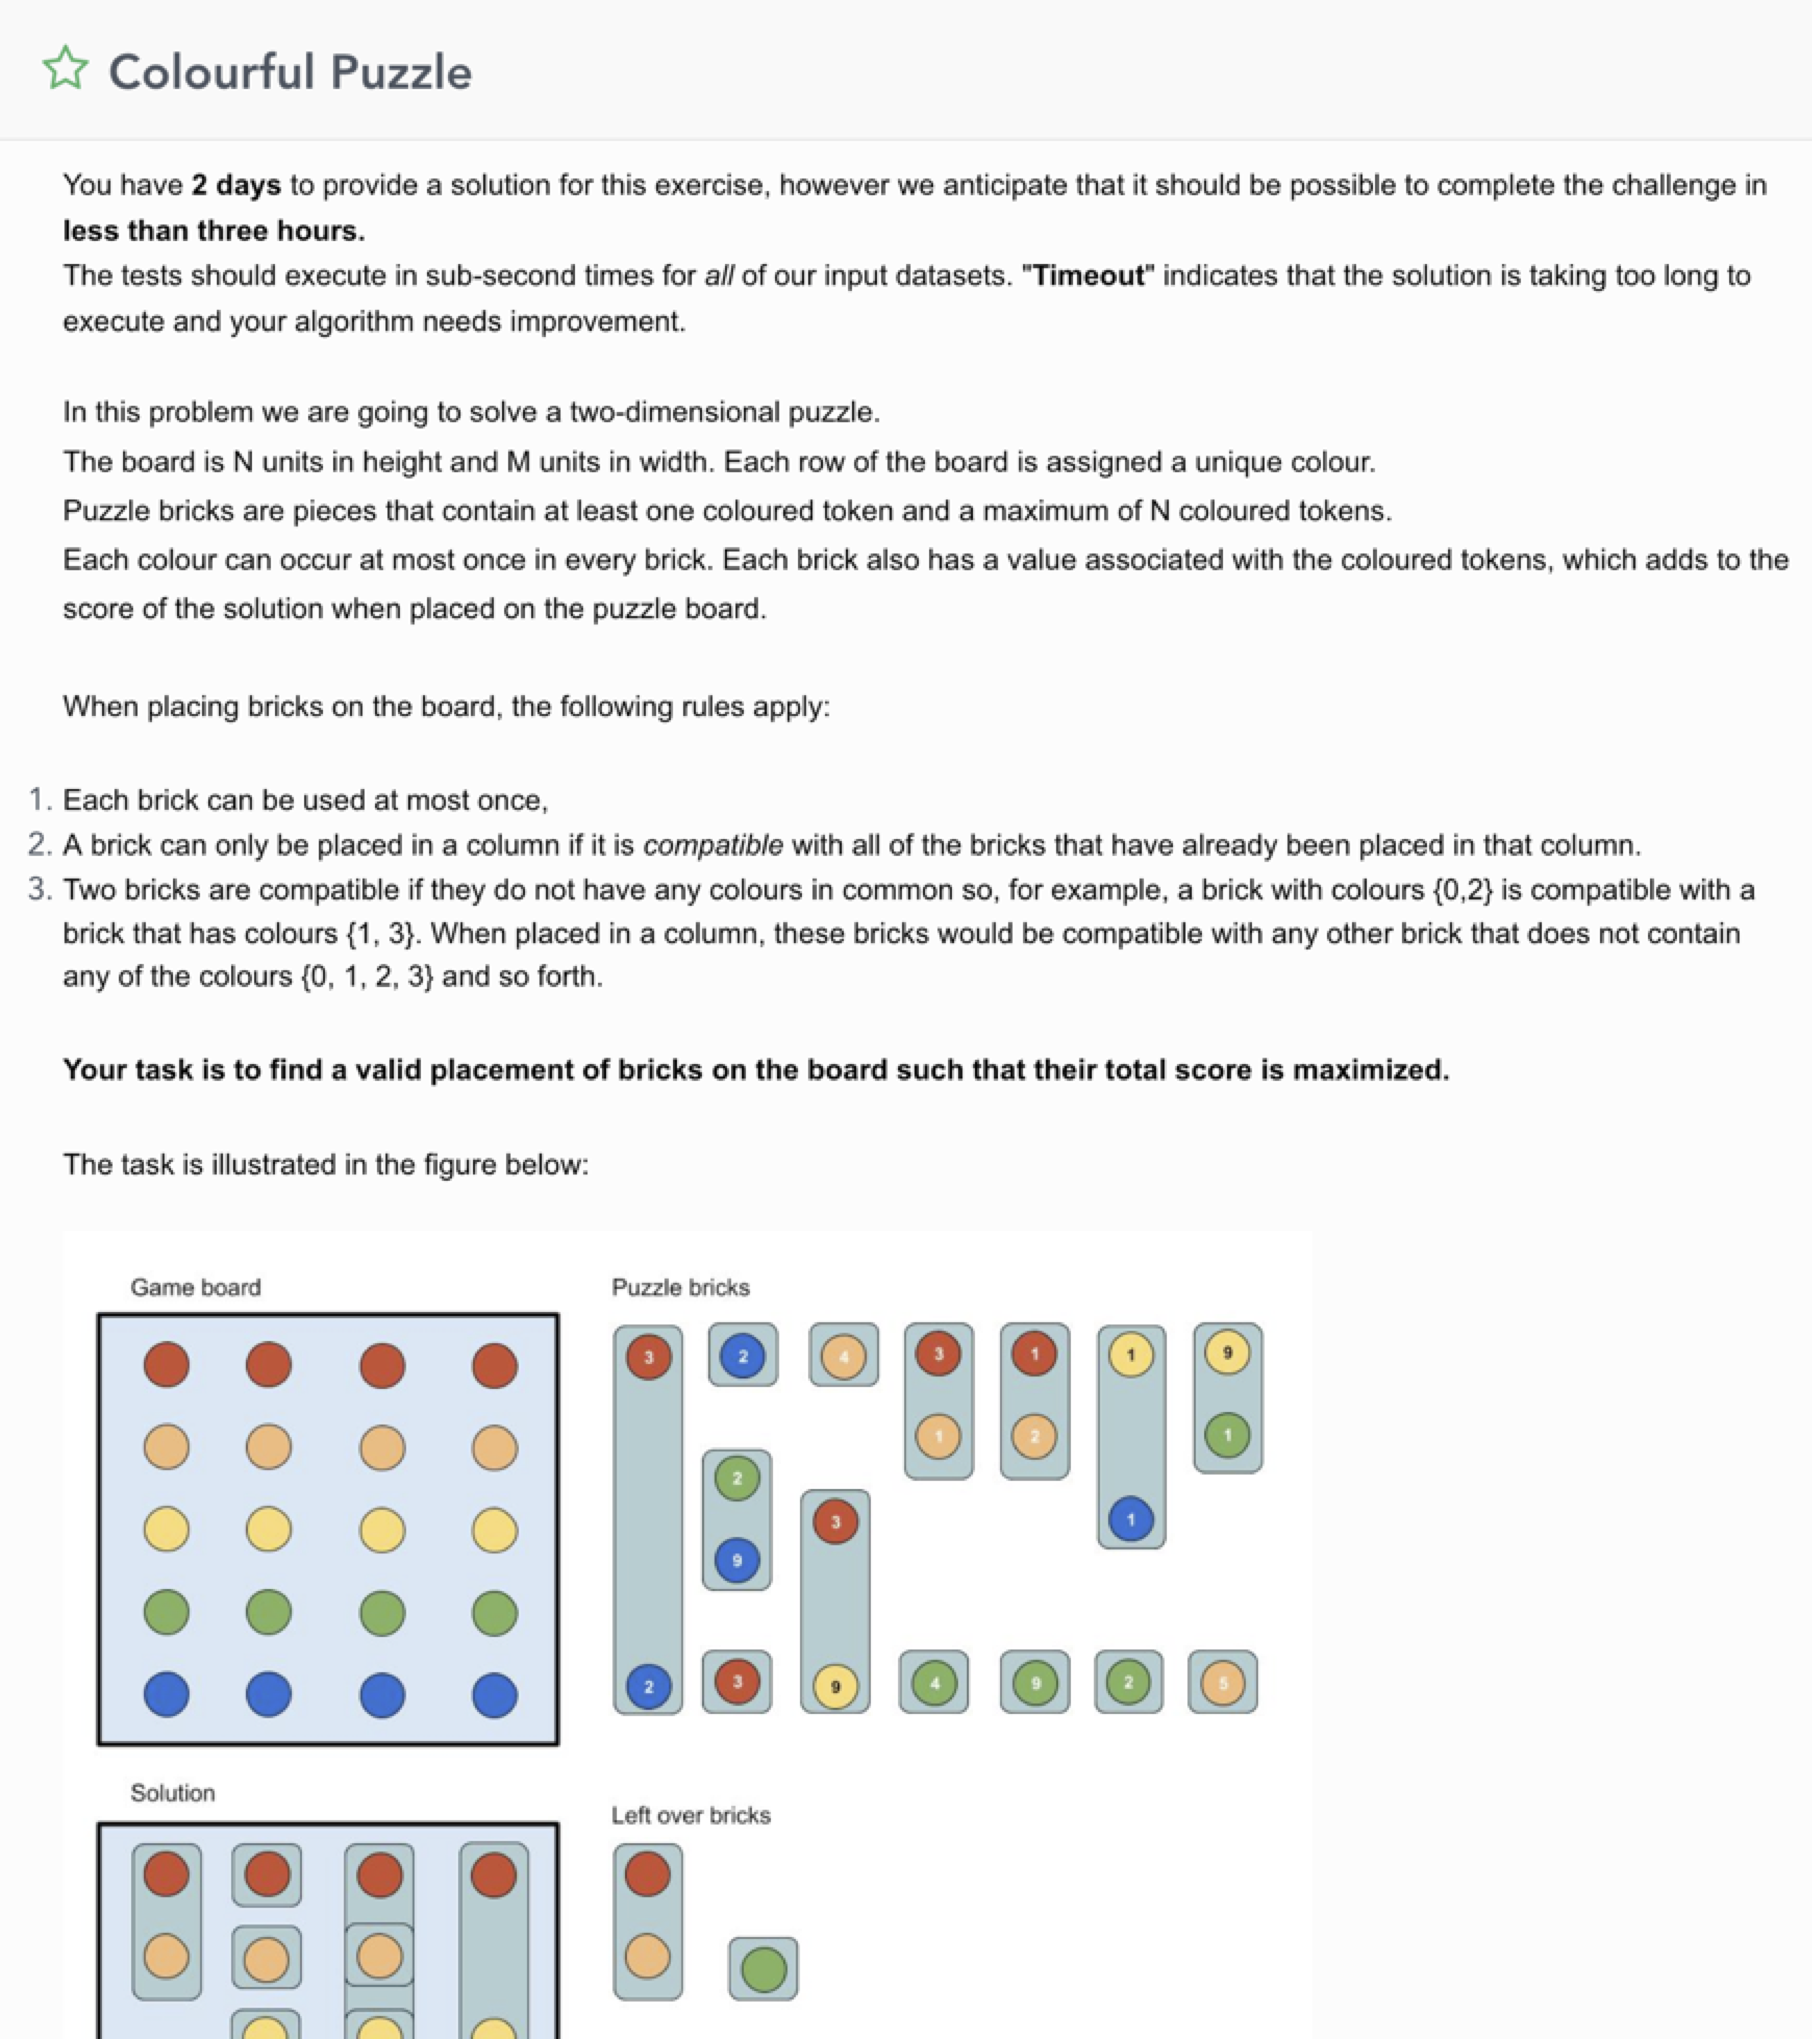 Colourful Puzzle
You have 2 days to provide a solution for this exercise, however we anticipate that it should be possible to complete the challenge in
less than three hours.
The tests should execute in sub-second times for all of our input datasets. "Timeout" indicates that the solution is taking too long to
execute and your algorithm needs improvement.
In this problem we are going to solve a two-dimensional puzzle.
The board is N units in height and M units in width. Each row of the board is assigned a unique colour.
Puzzle bricks are pieces that contain at least one coloured token and a maximum of N coloured tokens.
Each colour can occur at most once in every brick. Each brick also has a value associated with the coloured tokens, which adds to the
score of the solution when placed on the puzzle board.
When placing bricks on the board, the following rules apply:
1. Each brick can be used at most once,
2. A brick can only be placed in a column if it is compatible with all of the bricks that have already been placed in that column.
3. Two bricks are compatible if they do not have any colours in common so, for example, a brick with colours {0,2} is compatible with a
brick that has colours {1, 3}. When placed in a column, these bricks would be compatible with any other brick that does not contain
any of the colours {0, 1, 2, 3} and so forth.
Your task is to find a valid placement of bricks on the board such that their total score is maximized.
The task is illustrated in the figure below:
Game board
Puzzle bricks
3 2 4 3 1 1 9
1 2 1
2 3 1
9
2 3 9 4 9 2 5
Solution
Left over bricks